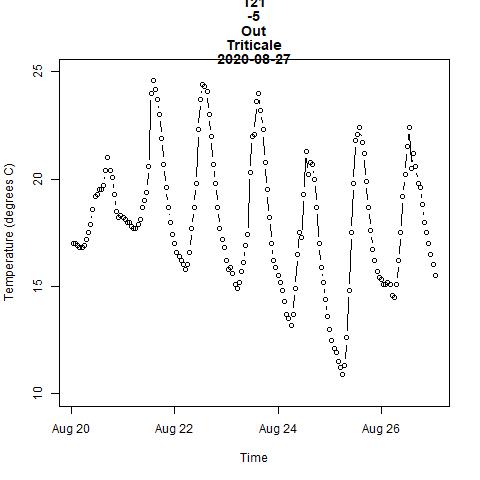 121
-5
Out
Triticale
2020-08-27
25
20
15
10
Temperature (degrees C)
Aug 20
Aug 22
Aug 24
Aug 26
Time